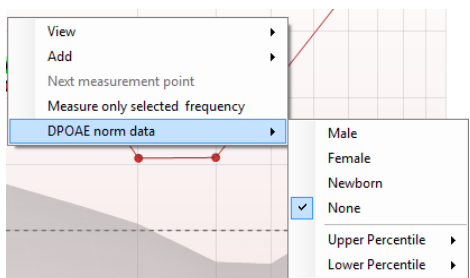 View
Add
Next measurement point
Measure only selected frequency
DPOAE norm data
Male
Female
Newborn
None
Upper Percentile
Lower Percentile